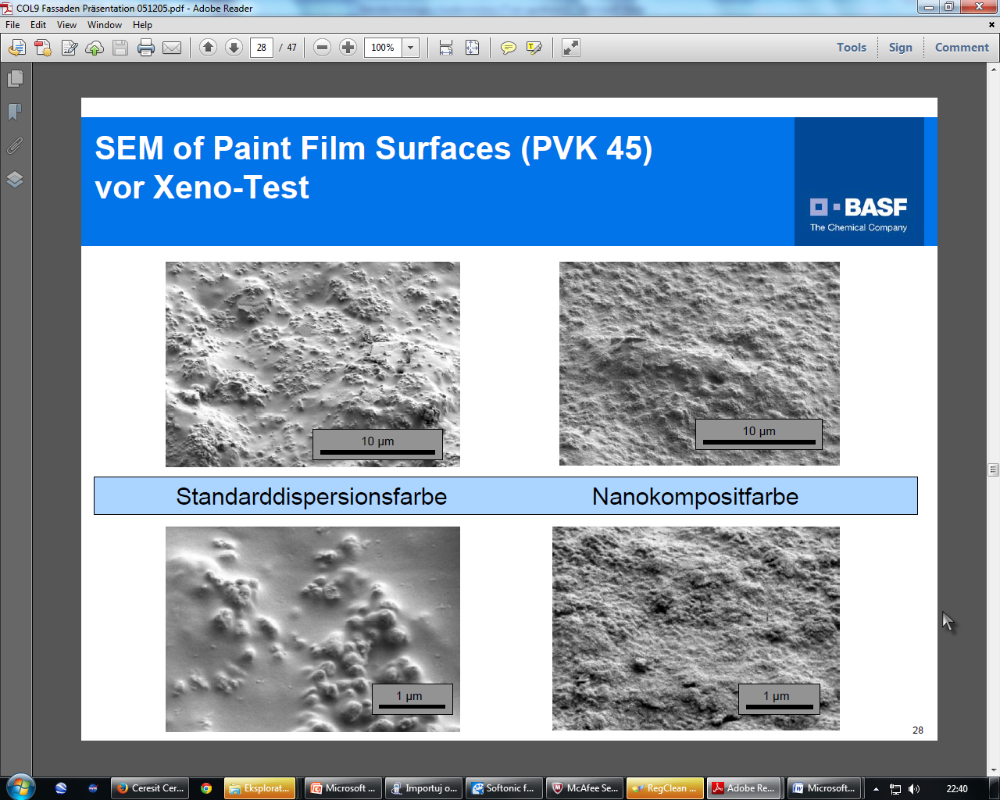 COL9 Fassaden Präsentation 051205.pdf - Adobe Reader
File Edit View Window Help
28 / 47 100% Tools Sign Comment
SEM of Paint Film Surfaces (PVK 45)
vor Xeno-Test
BASF
The Chemical Company
10 µm
10 µm
Standarddispersionsfarbe Nanokompositfarbe
1 µm
1 µm
28
Ceresit Cer... Eksplorat... Microsoft ... Importuj o... Softonic f... McAfee Se... RegClean ... Adobe Re... Microsoft... 22:40